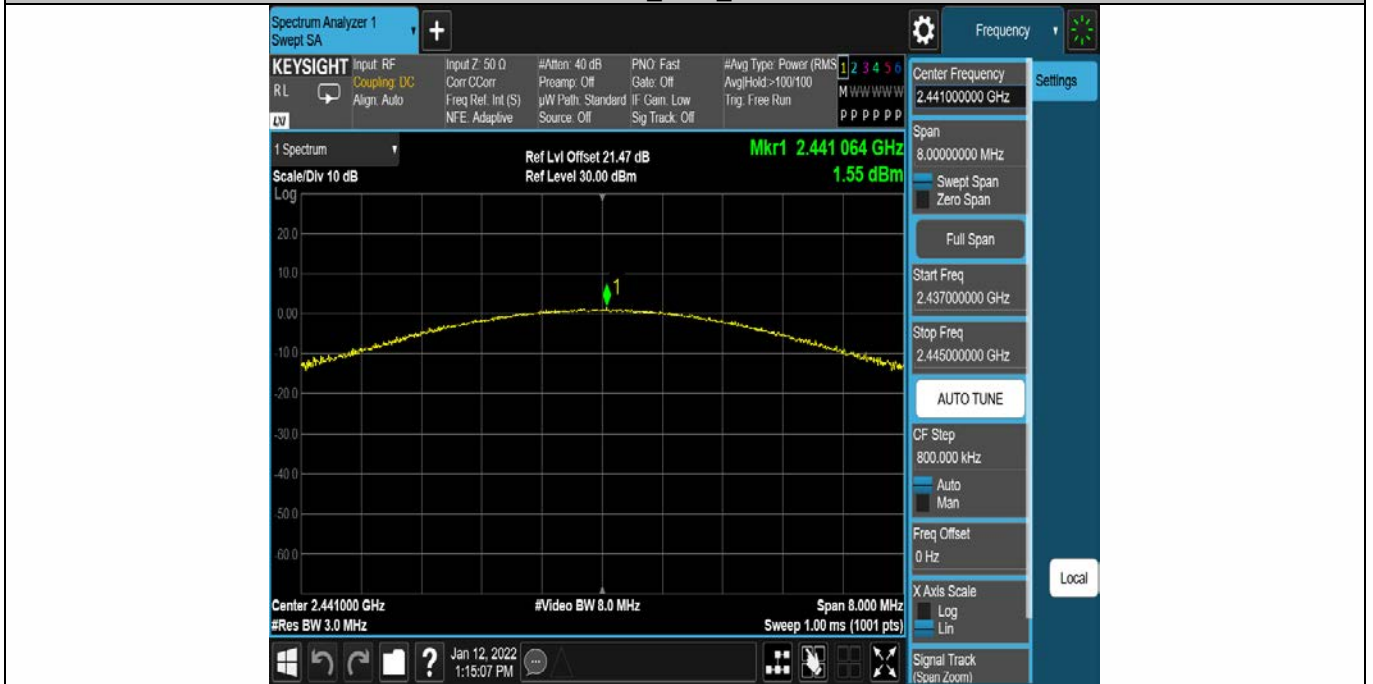 Spectrum Analyzer 1
Swept SA
Frequency
KEYSIGHT
RL
LV
Input: RF
Coupling: DC
Align: Auto
Input Z: 50 Ω
Corr CCorr
Freq Ref: Int (S)
NFE: Adaptive
#Atten: 40 dB
Preamp: Off
µW Path: Standard
Source: Off
PNO: Fast
Gate: Off
IF Gain: Low
Sig Track: Off
#Avg Type: Power (RMS
Avg|Hold:>100/100
Trig: Free Run
1 2 3 4 5 6
M W W W W W
P P P P P P
1 Spectrum
Scale/Div 10 dB
Log
Ref Lvl Offset 21.47 dB
Ref Level 30.00 dBm
Mkr1 2.441 064 GHz
1.55 dBm
20.0
10.0
0.00
-10.0
-20.0
-30.0
-40.0
-50.0
-60.0
1
Center 2.441000 GHz
#Res BW 3.0 MHz
#Video BW 8.0 MHz
Span 8.000 MHz
Sweep 1.00 ms (1001 pts)
?
Jan 12, 2022
1:15:07 PM
Center Frequency
2.441000000 GHz
Settings
Span
8.00000000 MHz
Swept Span
Zero Span
Full Span
Start Freq
2.437000000 GHz
Stop Freq
2.445000000 GHz
AUTO TUNE
CF Step
800.000 kHz
Auto
Man
Freq Offset
0 Hz
X Axis Scale
Log
Lin
Local
Signal Track
(Span Zoom)